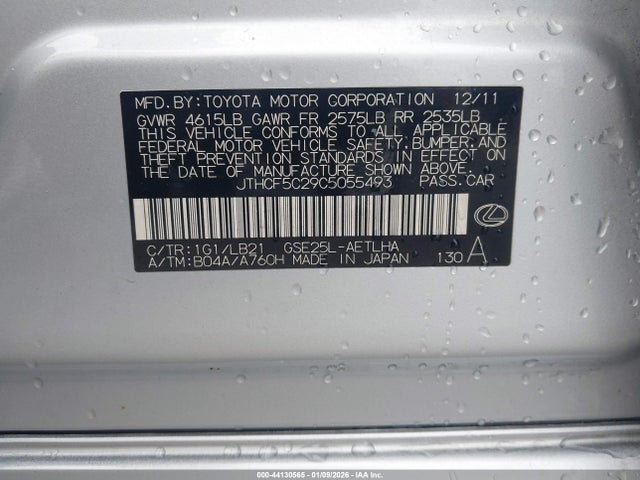 MFD.BY:TOYOTA MOTOR CORPORATION 12/11
GVWR 4615LB GAWR FR 2575LB RR 2535LB
THIS VEHICLE CONFORMS TO ALL APPLICABLE
FEDERAL MOTOR VEHICLE SAFETY,BUMPER,AND
THEFT PREVENTION STANDARDS IN EFFECT ON
THE DATE OF MANUFACTURE SHOWN ABOVE.
JTHCF5C29C5055493 PASS.CAR
C/TR:1G1/LB21 GSE25L-AETLHA
A/TM:B04A/A760H MADE IN JAPAN 130 A
000-44130565 - 01/09/2026 - IAA Inc.